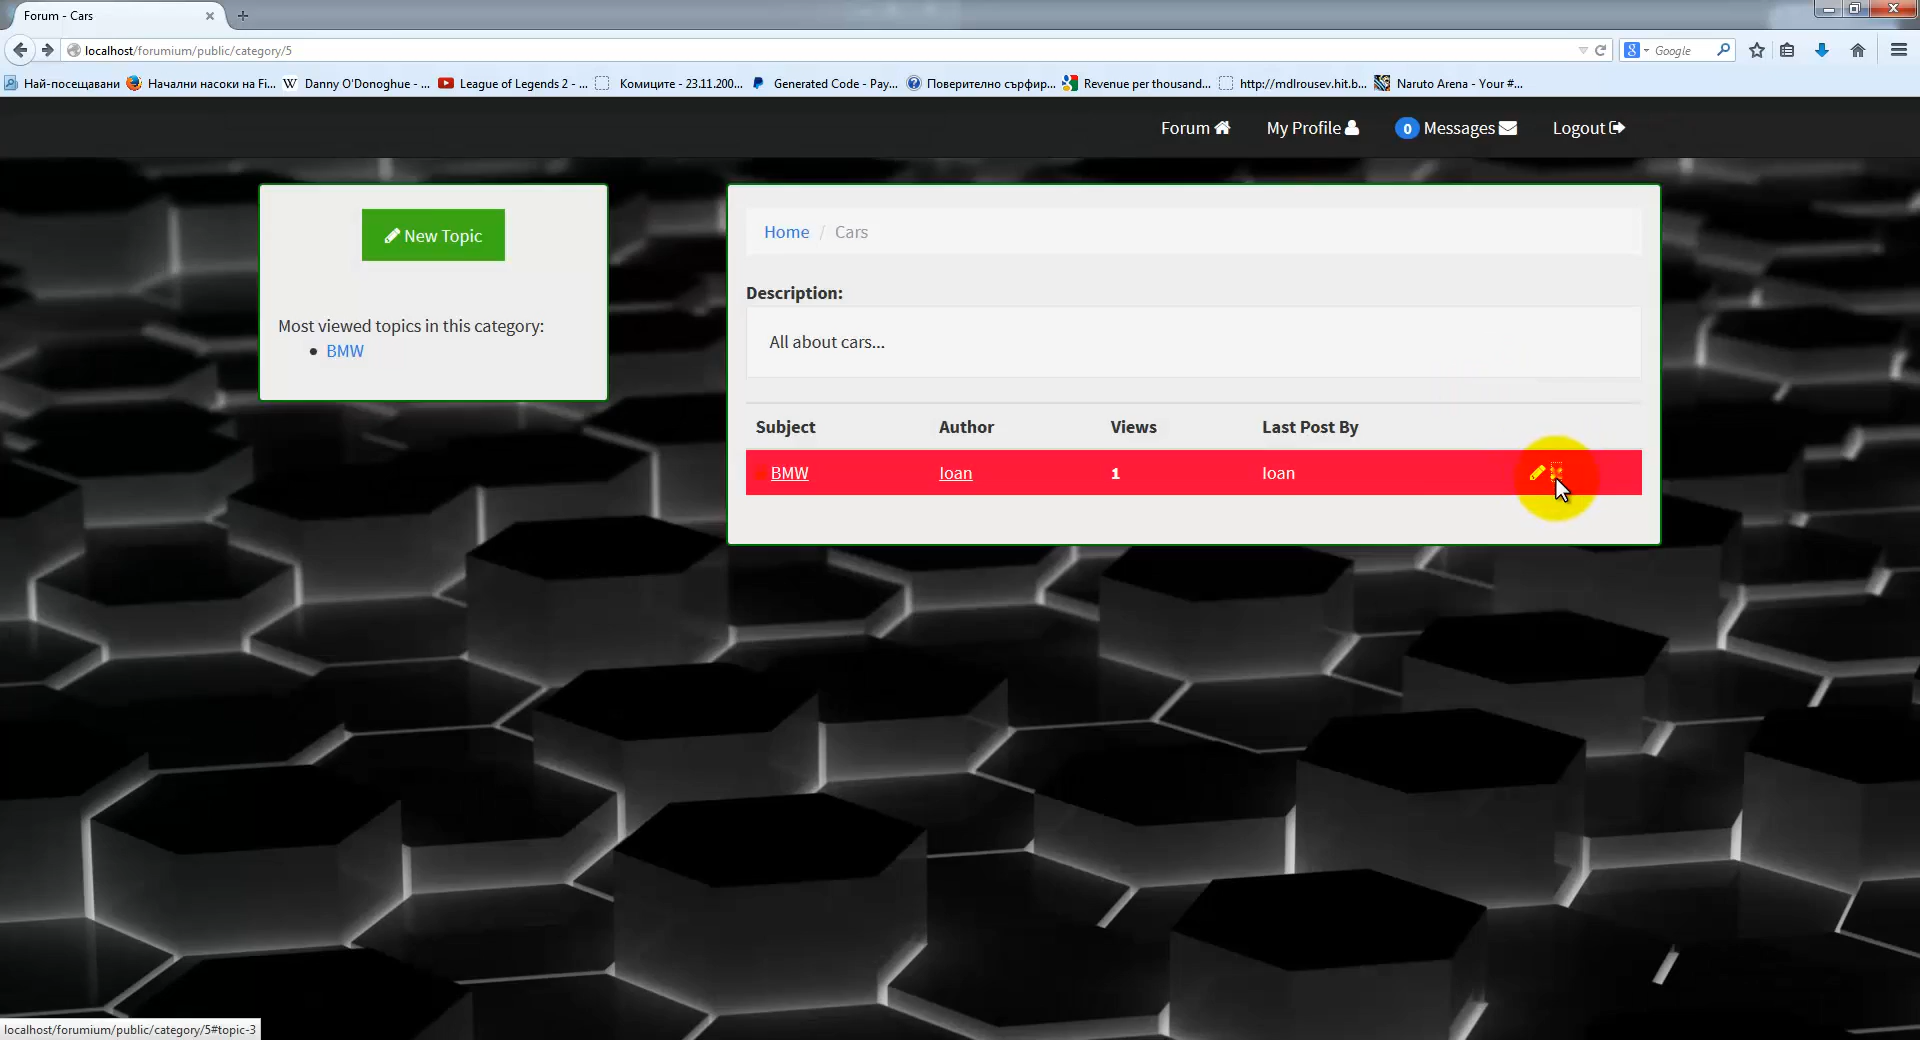 Forum - Cars
localhost/forumium/public/category/5
Google
Най-посещавани
Начални насоки на Fi...
Danny O'Donoghue - ...
League of Legends 2 - ...
Комиците - 23.11.200...
Generated Code - Pay...
Поверително сърфир...
Revenue per thousand...
http://mdlrousev.hit.b...
Naruto Arena - Your #...
Forum
My Profile
0 Messages
Logout
New Topic
Most viewed topics in this category:
BMW
Home / Cars
Description:
All about cars...
Subject Author Views Last Post By
BMW Ioan 1 Ioan
localhost/forumium/public/category/5#topic-3